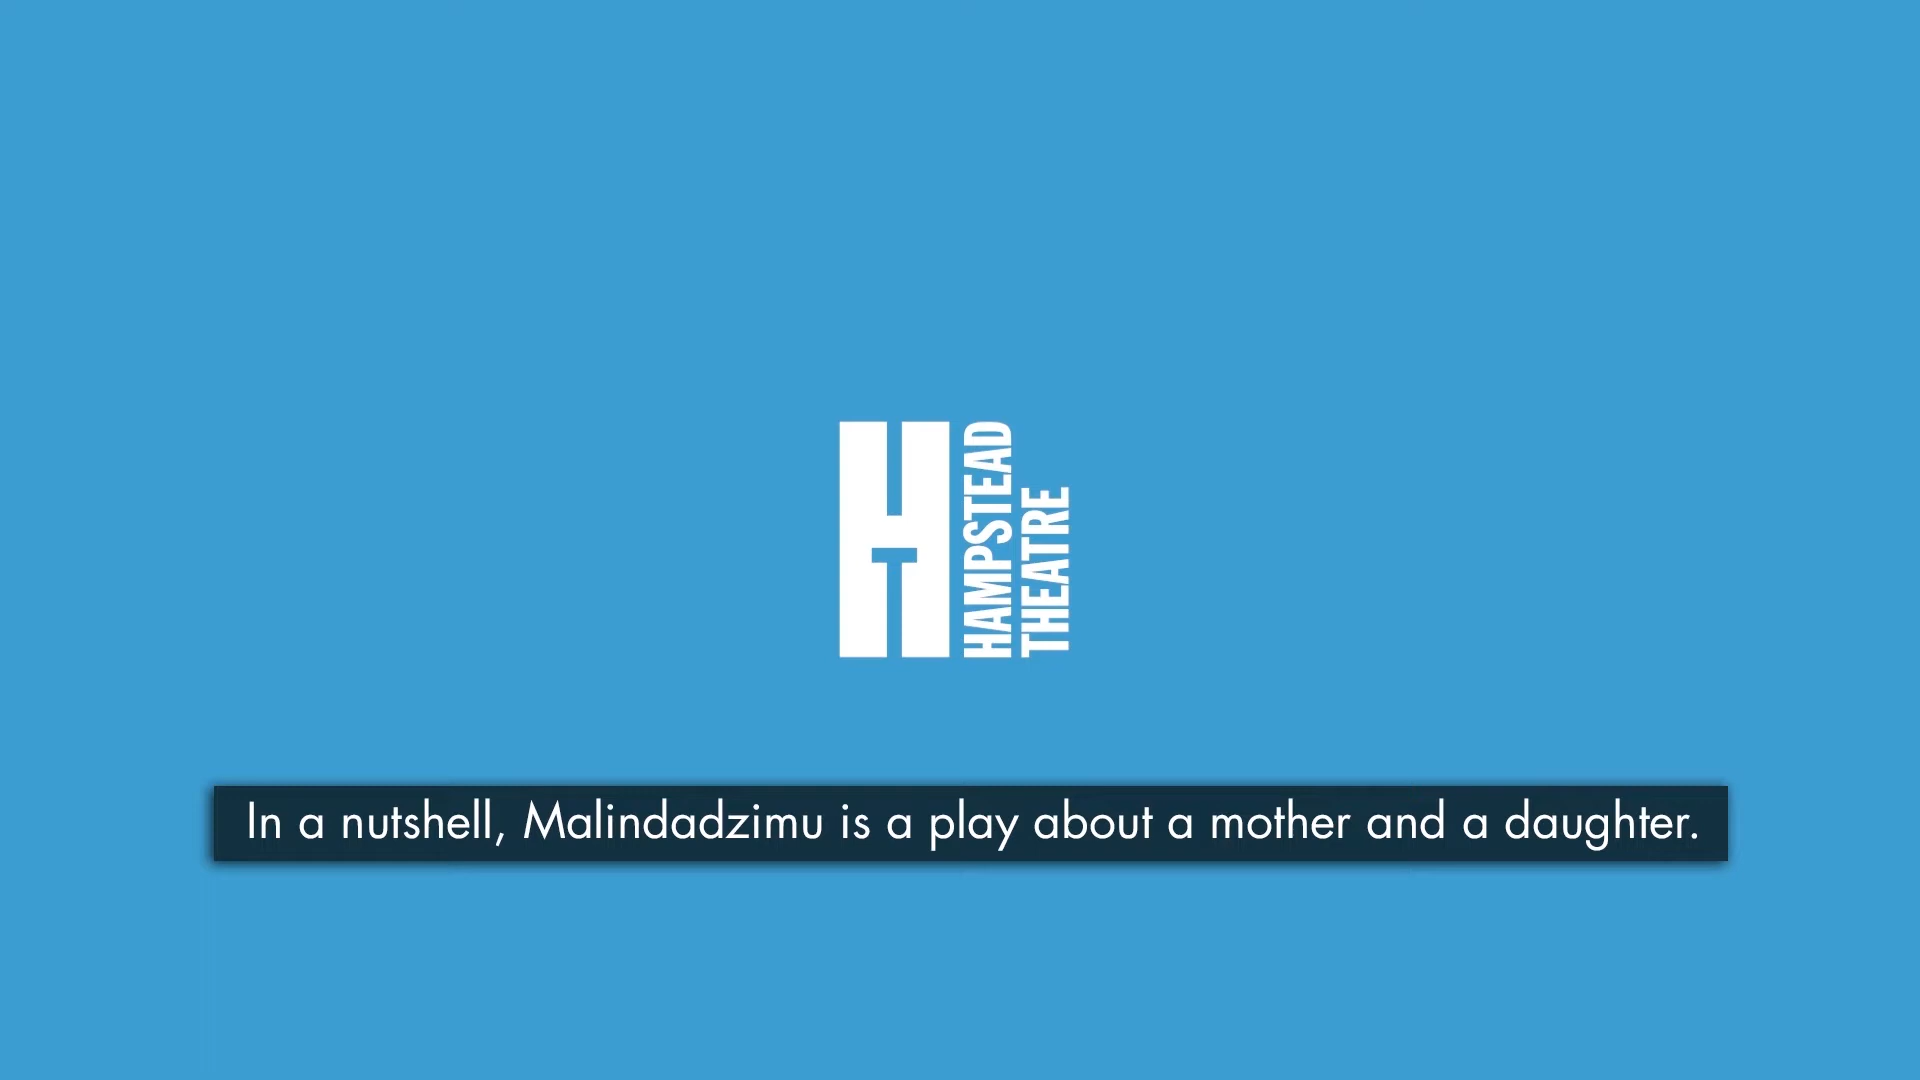 HAMPSTEAD
THEATRE
In a nutshell, Malindadzimu is a play about a mother and a daughter.